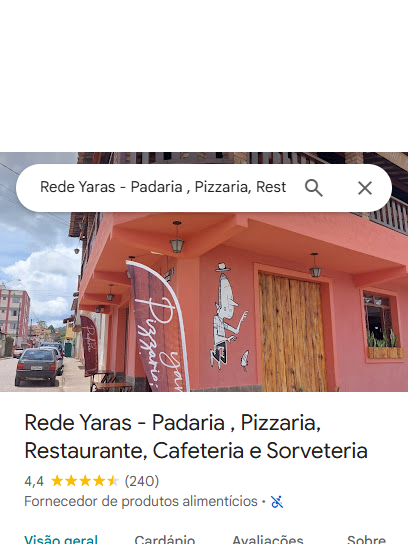 Rede Yaras - Padaria , Pizzaria, Rest
Pizzaria.
Rede Yaras - Padaria , Pizzaria,
Restaurante, Cafeteria e Sorveteria
4,4 (240)
Fornecedor de produtos alimentícios ·
Visão geral Cardápio Avaliações Sobre